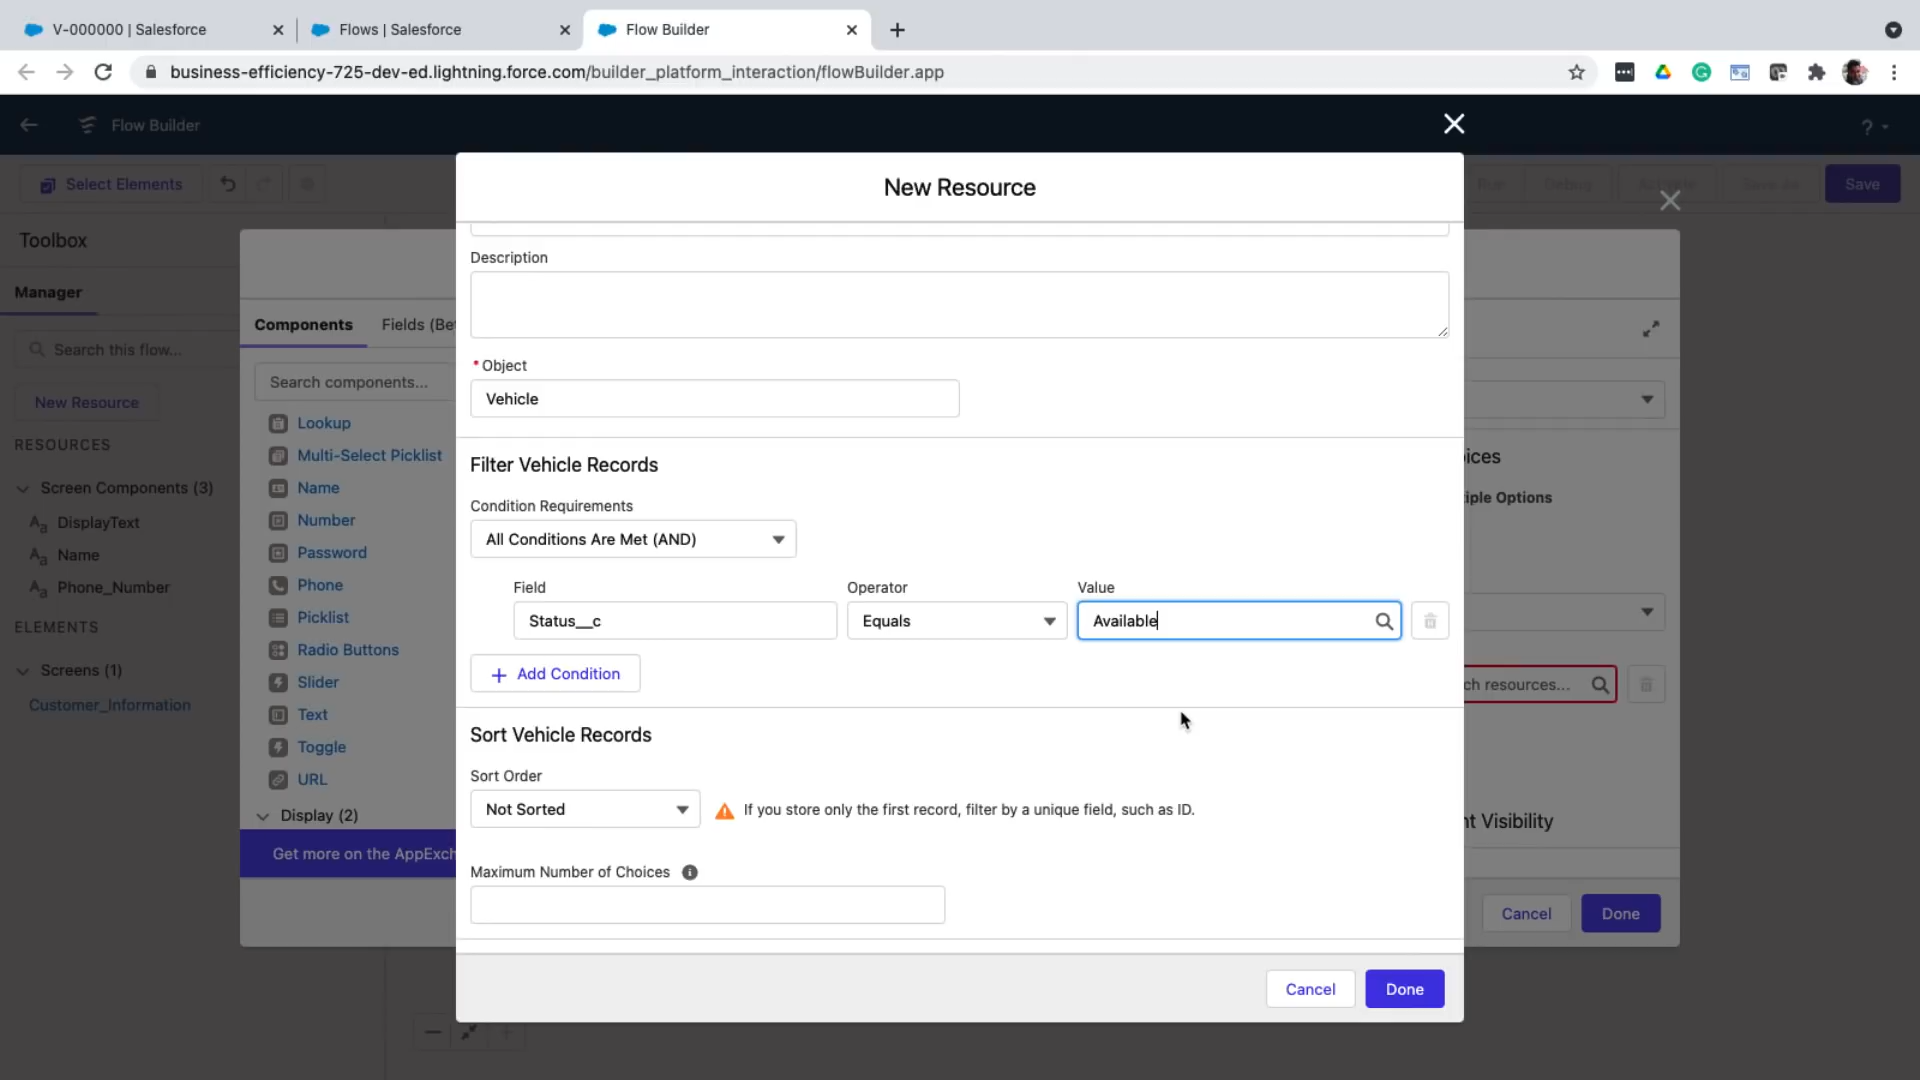 V-000000 | Salesforce
Flows | Salesforce
Flow Builder
business-efficiency-725-dev-ed.lightning.force.com/builder_platform_interaction/flowBuilder.app
Flow Builder
?
Select Elements
Run
Debug
Activate
Save As
Save
Toolbox
Manager
Search this flow...
New Resource
RESOURCES
Screen Components (3)
DisplayText
Name
Phone_Number
ELEMENTS
Screens (1)
Customer_Information
Components
Fields (Bet
Search components...
Lookup
Multi-Select Picklist
Name
Number
Password
Phone
Picklist
Radio Buttons
Slider
Text
Toggle
URL
Display (2)
Get more on the AppExch
New Resource
Description
* Object
Vehicle
Filter Vehicle Records
Condition Requirements
All Conditions Are Met (AND)
Field
Operator
Value
Status__c
Equals
Available
+ Add Condition
Sort Vehicle Records
Sort Order
Not Sorted
If you store only the first record, filter by a unique field, such as ID.
Maximum Number of Choices
Cancel
Done
ices
iple Options
ch resources...
nt Visibility
Cancel
Done